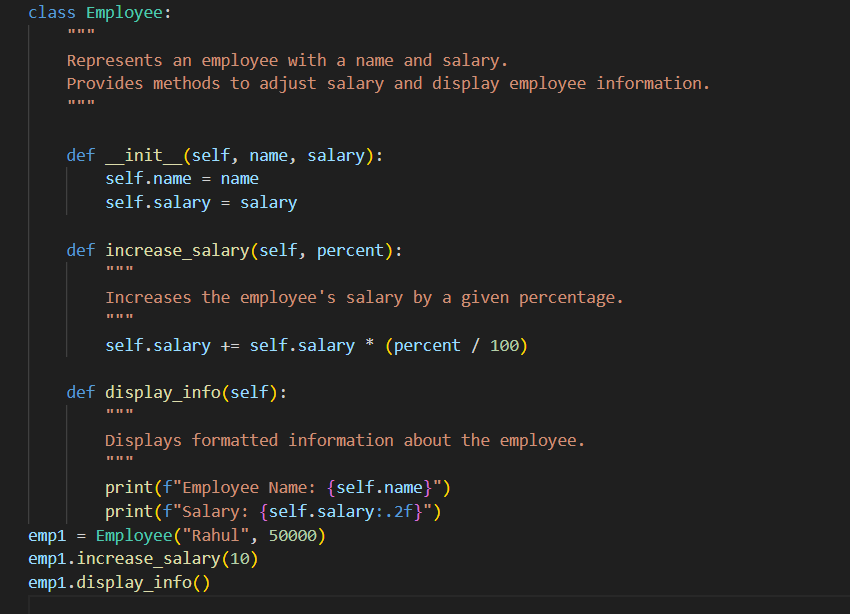 class Employee:
    """
    Represents an employee with a name and salary.
    Provides methods to adjust salary and display employee information.
    """

    def __init__(self, name, salary):
        self.name = name
        self.salary = salary

    def increase_salary(self, percent):
        """
        Increases the employee's salary by a given percentage.
        """
        self.salary += self.salary * (percent / 100)

    def display_info(self):
        """
        Displays formatted information about the employee.
        """
        print(f"Employee Name: {self.name}")
        print(f"Salary: {self.salary:.2f}")
emp1 = Employee("Rahul", 50000)
emp1.increase_salary(10)
emp1.display_info()